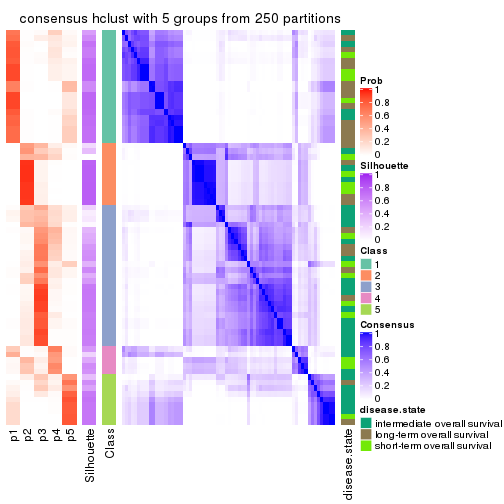 consensus hclust with 5 groups from 250 partitions
Prob
1
0.8
0.6
0.4
0.2
0
Silhouette
1
0.8
0.6
0.4
0.2
0
Class
1
2
3
4
5
Consensus
1
0.8
0.6
0.4
0.2
0
disease.state
intermediate overall survival
long-term overall survival
short-term overall survival
p1
p2
p3
p4
p5
Silhouette
Class
disease.state